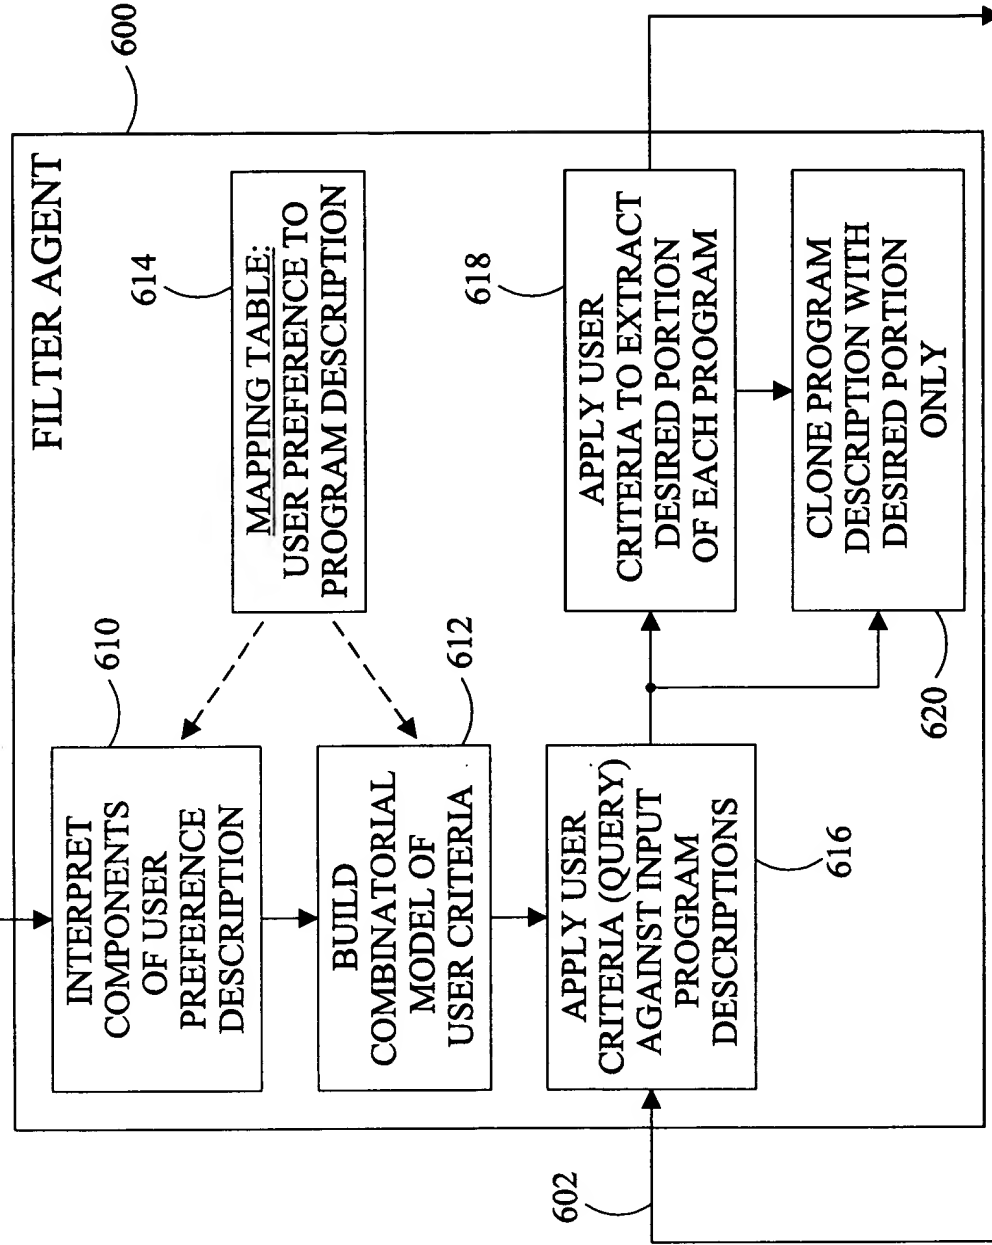 FILTER AGENT
600
610
INTERPRET
COMPONENTS
OF USER
PREFERENCE
DESCRIPTION
614
MAPPING TABLE:
USER PREFERENCE TO
PROGRAM DESCRIPTION
612
BUILD
COMBINATORIAL
MODEL OF
USER CRITERIA
602
APPLY USER
CRITERIA (QUERY)
AGAINST INPUT
PROGRAM
DESCRIPTIONS
616
618
APPLY USER
CRITERIA TO EXTRACT
DESIRED PORTION
OF EACH PROGRAM
620
CLONE PROGRAM
DESCRIPTION WITH
DESIRED PORTION
ONLY